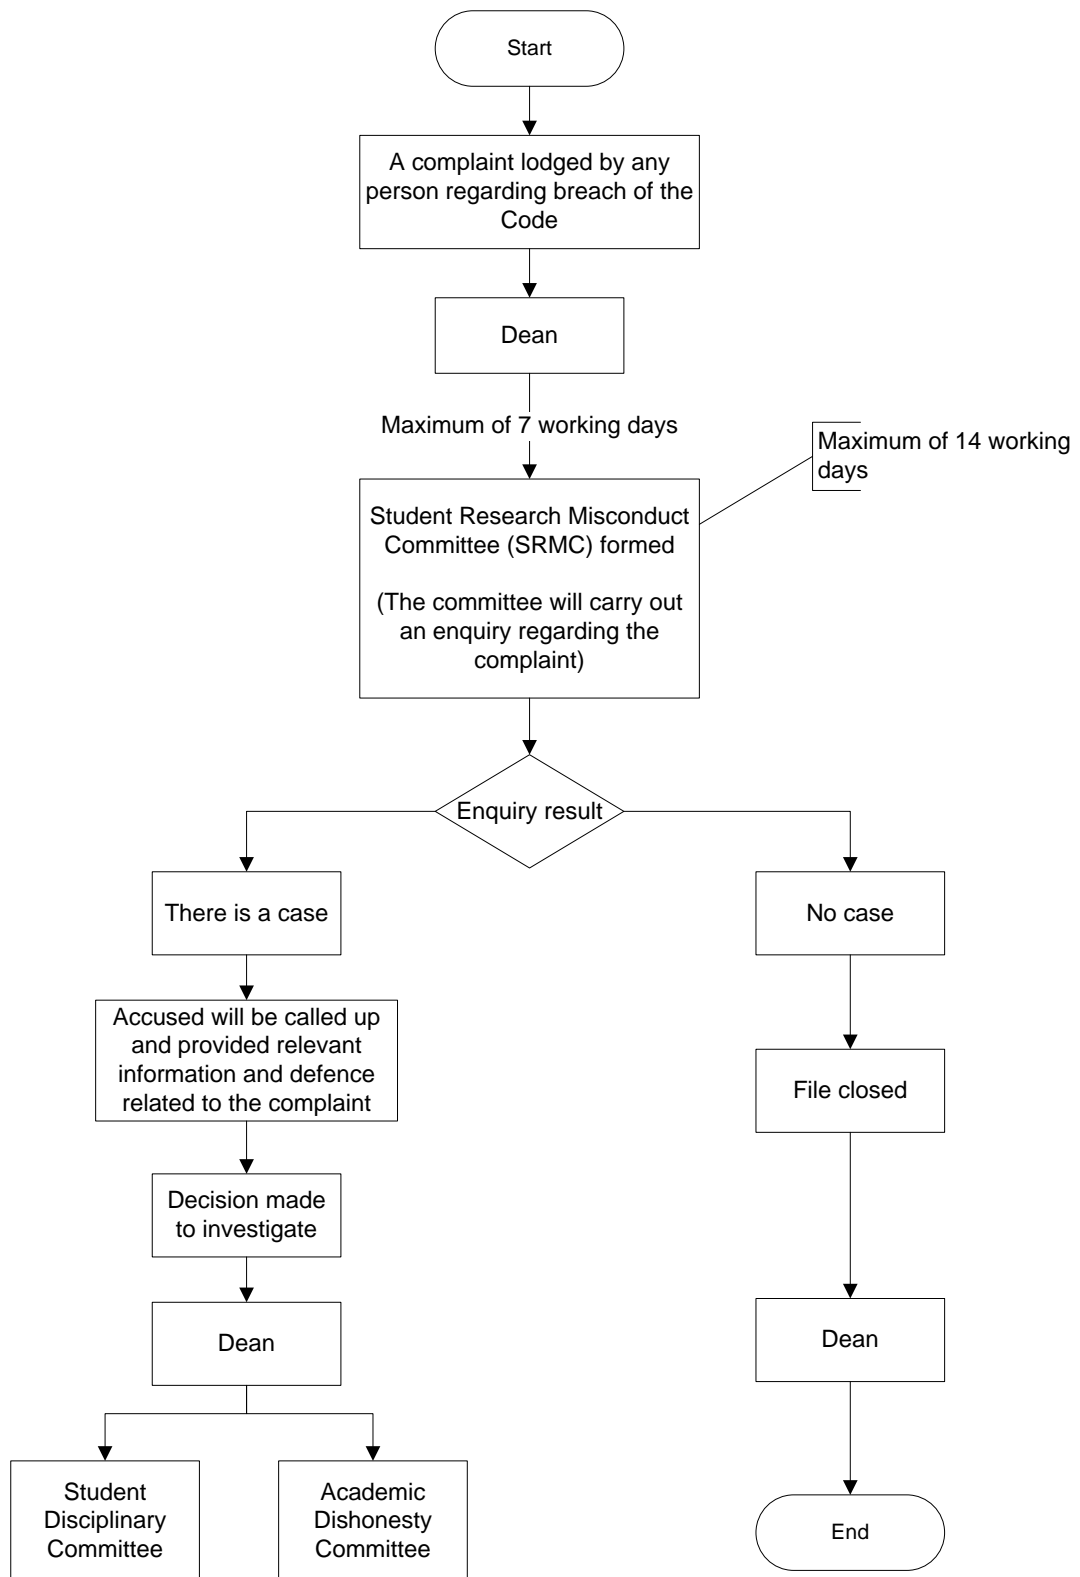 Start
A complaint lodged by any
person regarding breach of the
Code
Dean
Maximum of 7 working days
Maximum of 14 working
days
Student Research Misconduct
Committee (SRMC) formed
(The committee will carry out
an enquiry regarding the
complaint)
Enquiry result
There is a case
No case
Accused will be called up
and provided relevant
information and defence
related to the complaint
File closed
Decision made
to investigate
Dean
Dean
Student
Disciplinary
Committee
Academic
Dishonesty
Committee
End